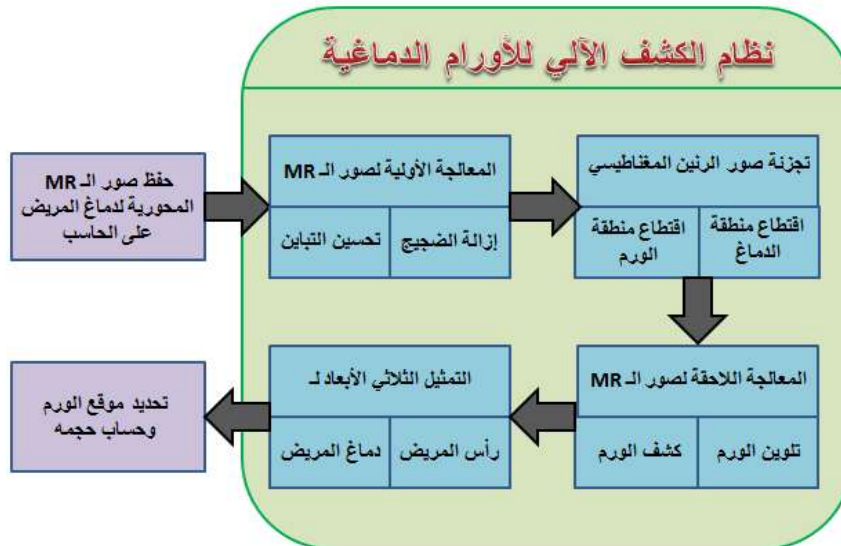 نظام الكشف الآلي للأورام الدماغية
حفظ صور الـ MR
المحورية لدماغ المريض
على الحاسب
المعالجة الأولية لصور الـ MR
إزالة الضجيج
تحسين التباين
تجزئة صور الرنين المغناطيسي
اقتطاع منطقة
الدماغ
اقتطاع منطقة
الورم
المعالجة اللاحقة لصور الـ MR
تلوين الورم
كشف الورم
التمثيل الثلاثي الأبعاد لـ
رأس المريض
دماغ المريض
تحديد موقع الورم
وحساب حجمه